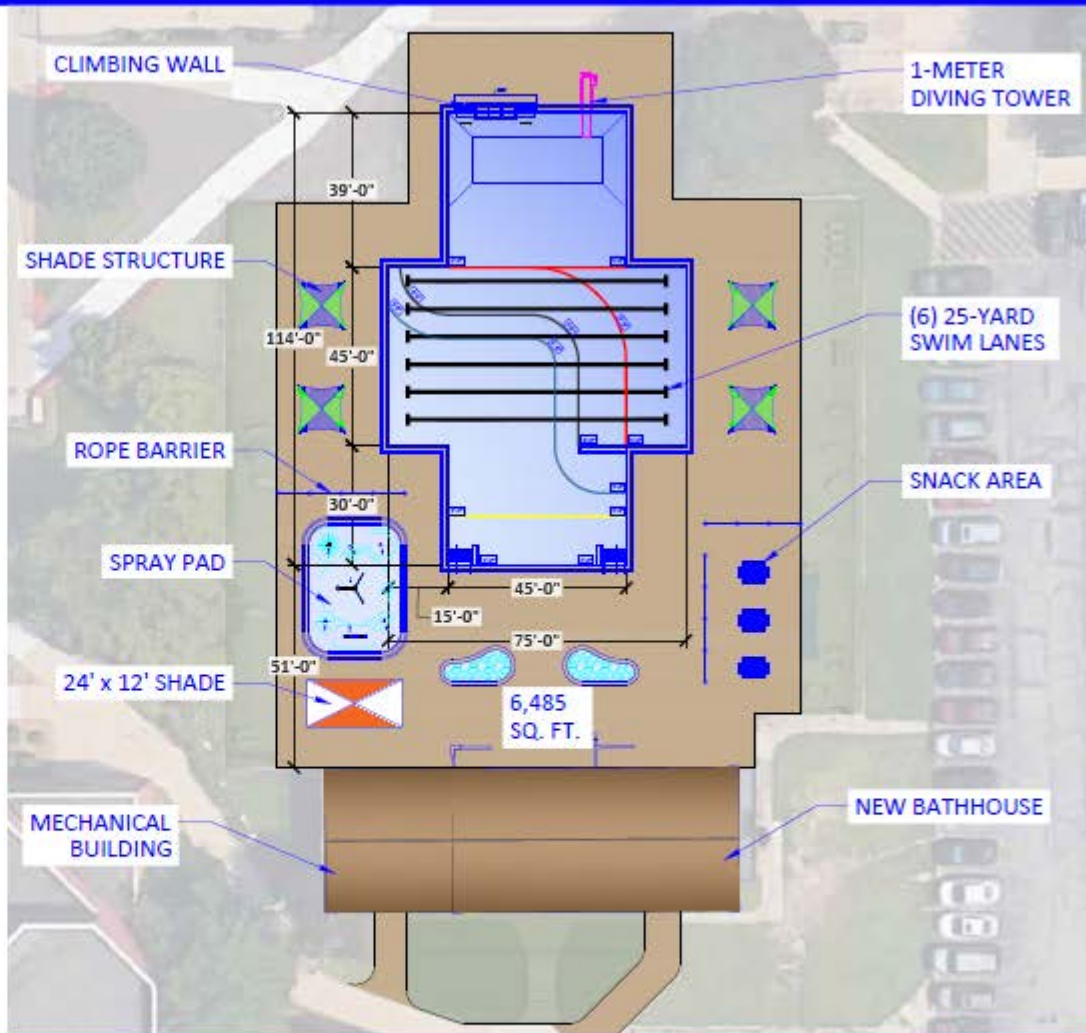 CLIMBING WALL
1-METER
DIVING TOWER
39'-0"
SHADE STRUCTURE
114'-0"
45'-0"
(6) 25-YARD
SWIM LANES
ROPE BARRIER
30'-0"
SNACK AREA
SPRAY PAD
45'-0"
15'-0"
75'-0"
51'-0"
24' x 12' SHADE
6,485
SQ. FT.
MECHANICAL
BUILDING
NEW BATHHOUSE